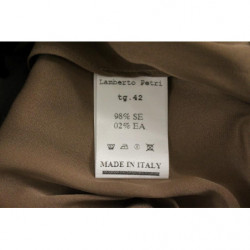 Lamberto Petri
tg.42
98% SE
02% EA
MADE IN ITALY